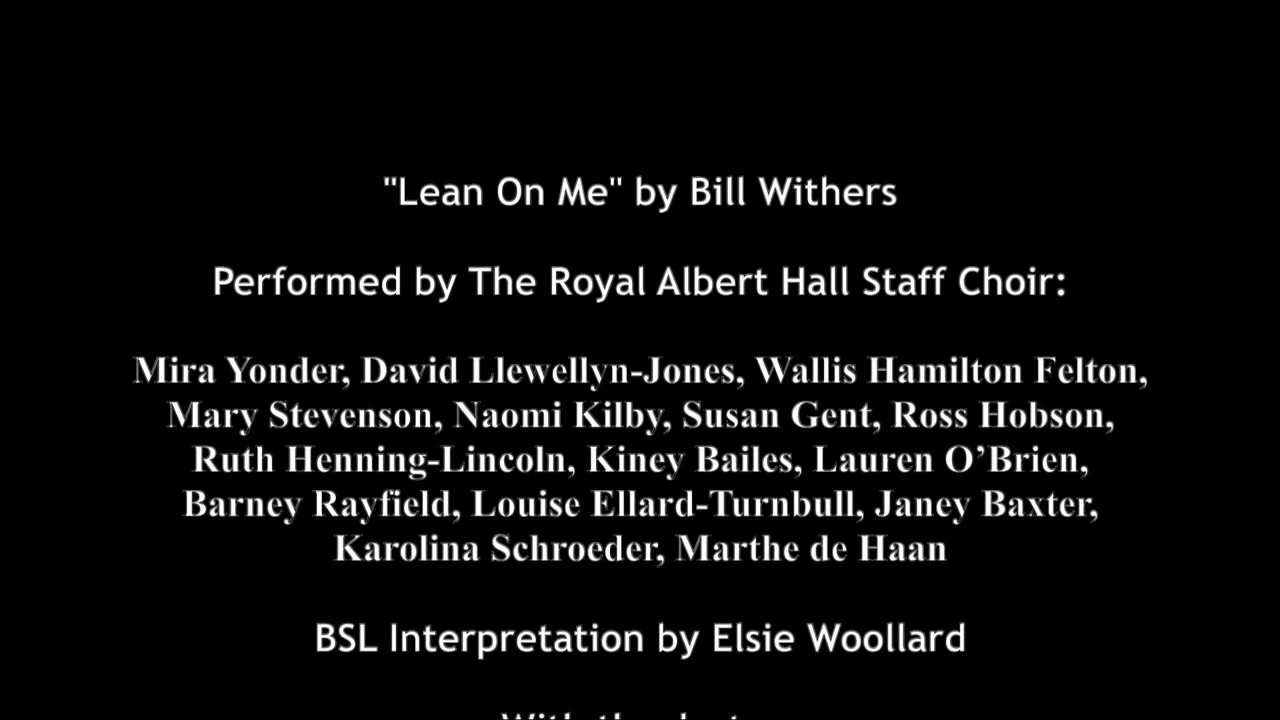 "Lean On Me" by Bill Withers
Performed by The Royal Albert Hall Staff Choir:
Mira Yonder, David Llewellyn-Jones, Wallis Hamilton Felton,
Mary Stevenson, Naomi Kilby, Susan Gent, Ross Hobson,
Ruth Henning-Lincoln, Kiney Bailes, Lauren O’Brien,
Barney Rayfield, Louise Ellard-Turnbull, Janey Baxter,
Karolina Schroeder, Marthe de Haan
BSL Interpretation by Elsie Woollard